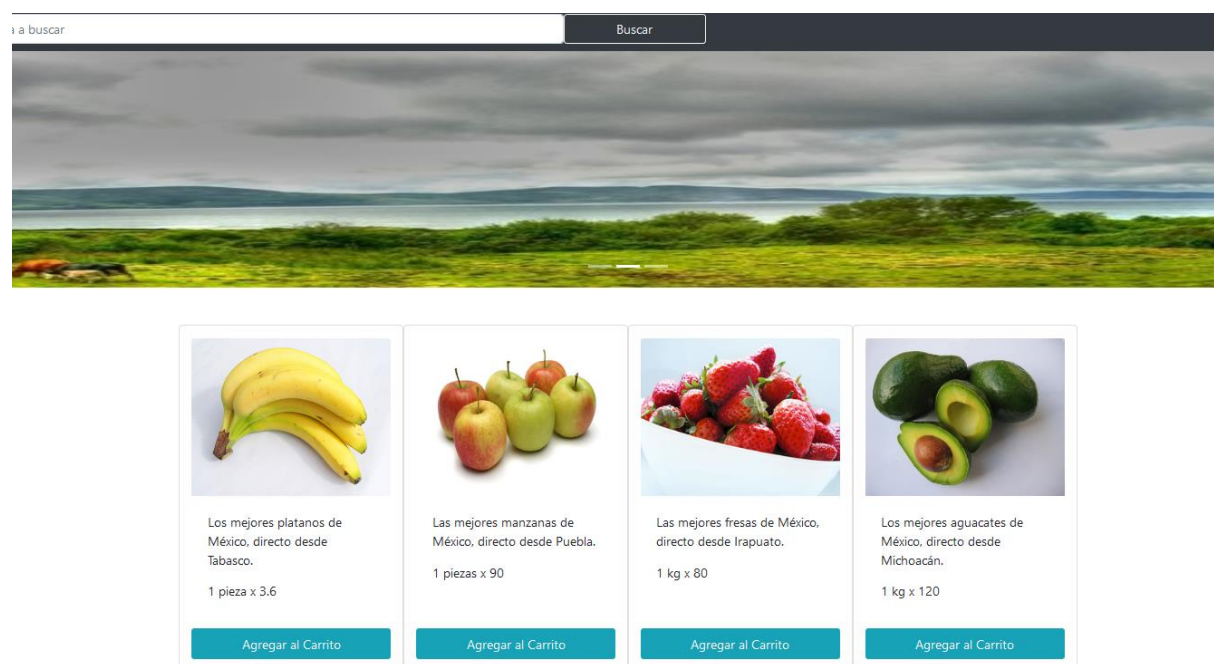 a a buscar
Buscar
Los mejores platanos de
México, directo desde
Tabasco.
1 pieza x 3.6
Agregar al Carrito
Las mejores manzanas de
México, directo desde Puebla.
1 piezas x 90
Agregar al Carrito
Las mejores fresas de México,
directo desde Irapuato.
1 kg x 80
Agregar al Carrito
Los mejores aguacates de
México, directo desde
Michoacán.
1 kg x 120
Agregar al Carrito